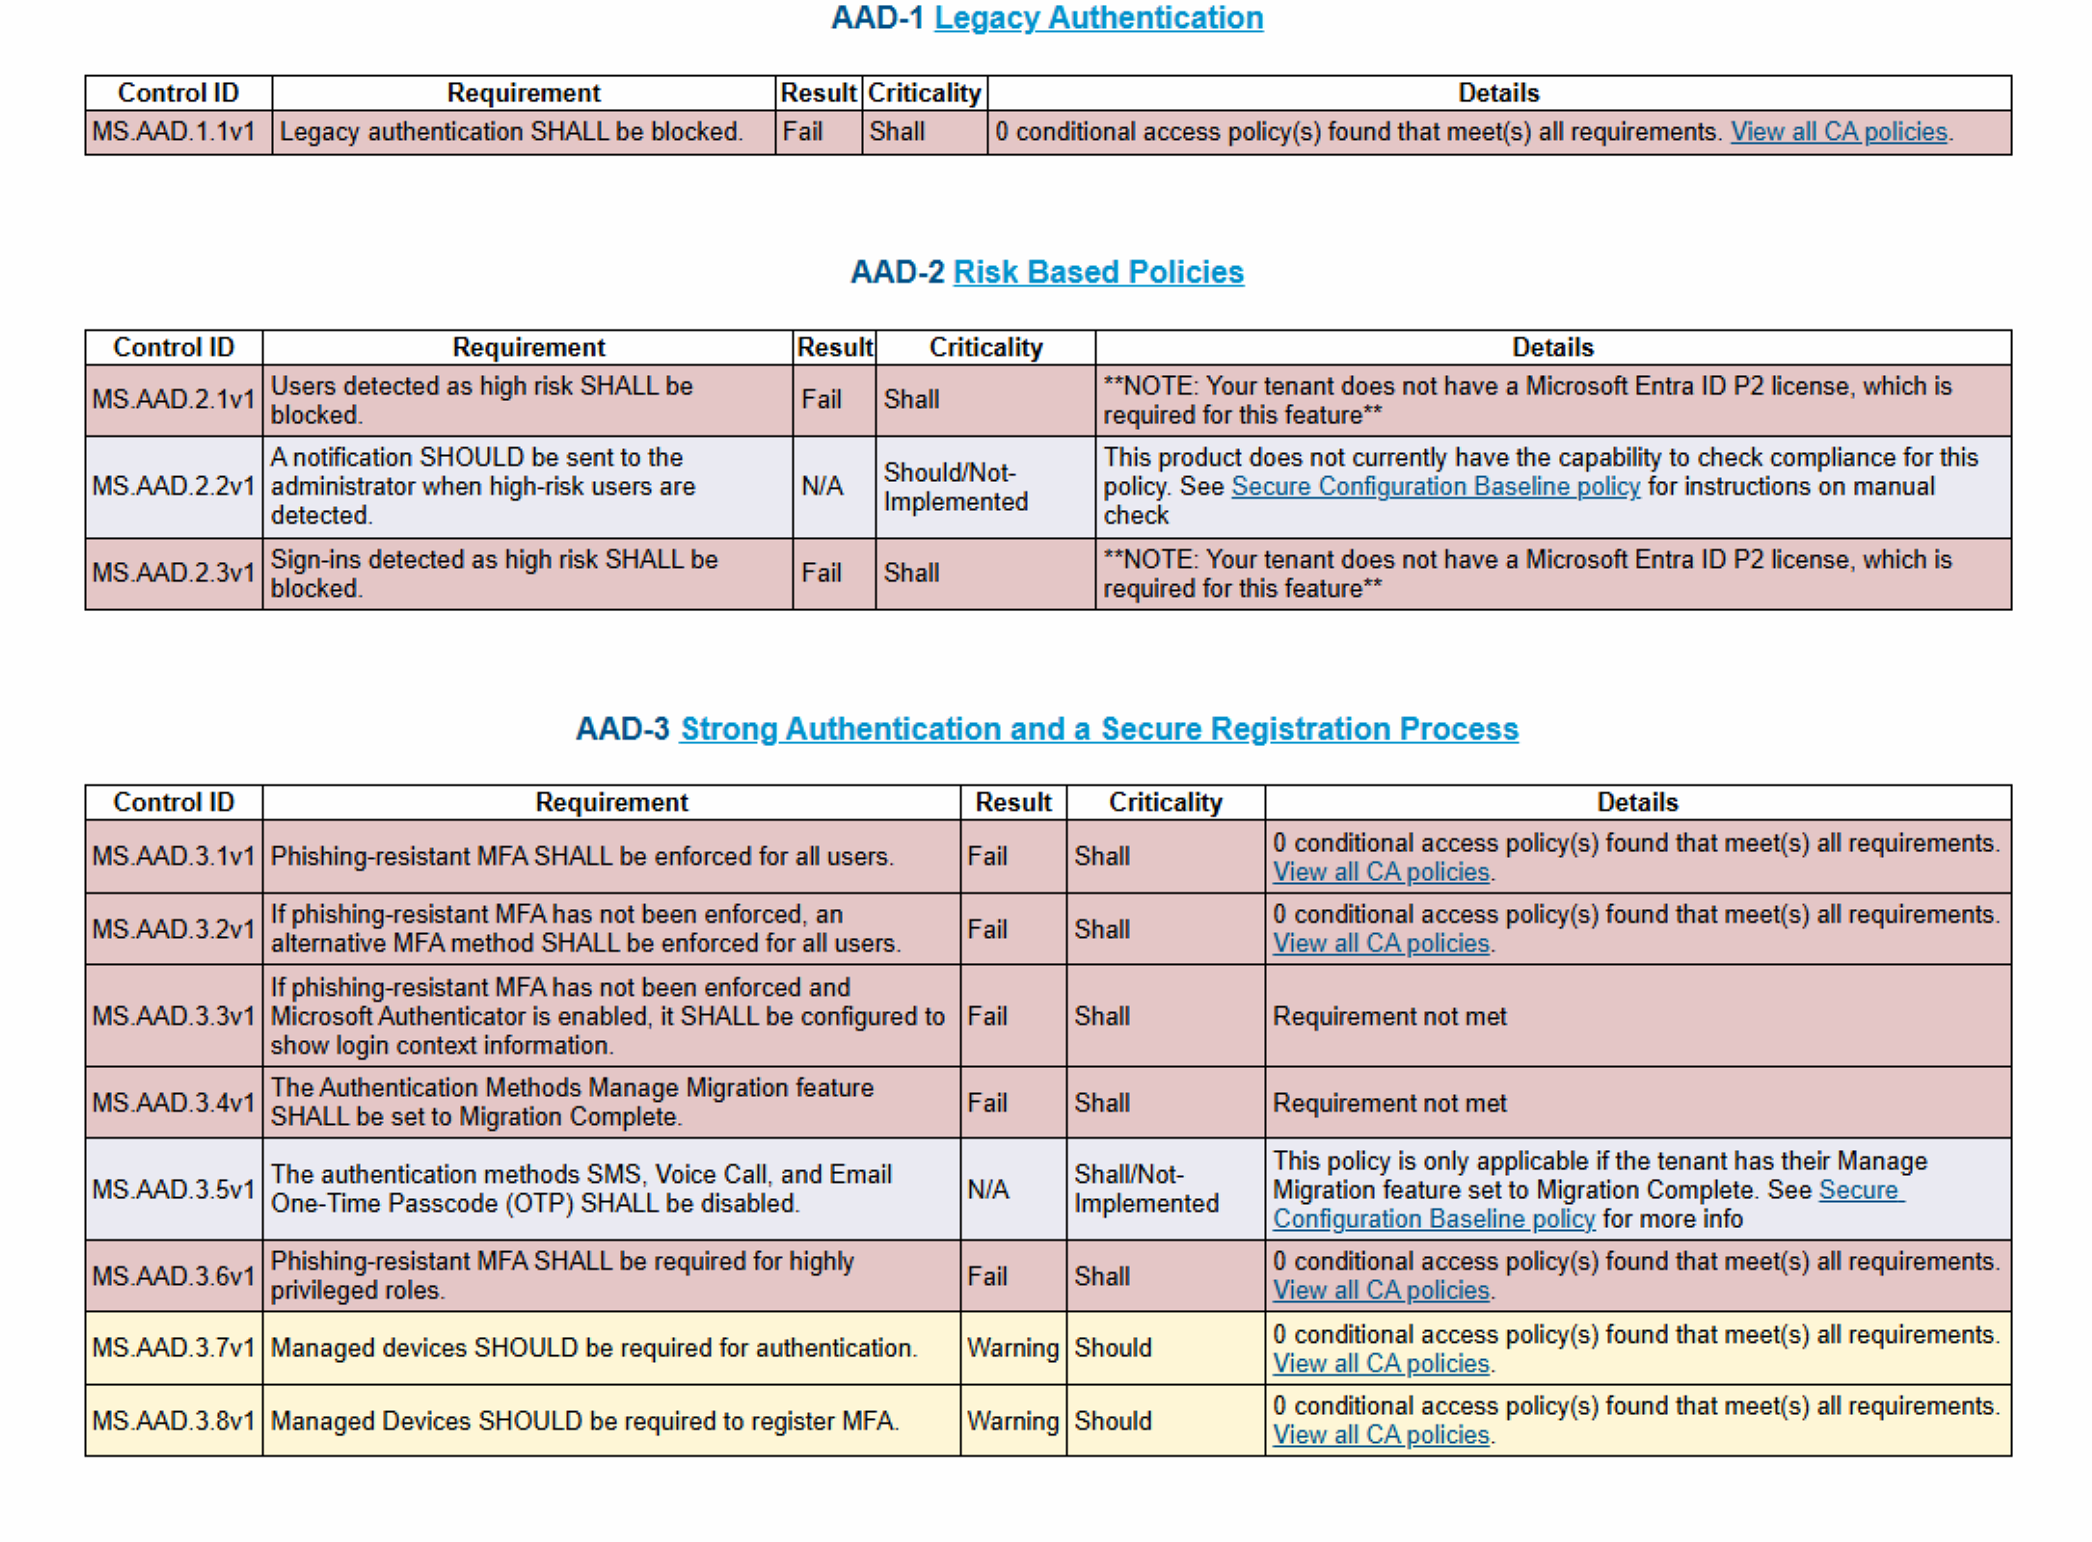 AAD-1 Legacy Authentication
Control ID Requirement Result Criticality Details
MS.AAD.1.1v1 Legacy authentication SHALL be blocked. Fail Shall 0 conditional access policy(s) found that meet(s) all requirements. View all CA policies.
AAD-2 Risk Based Policies
Control ID Requirement Result Criticality Details
MS.AAD.2.1v1 Users detected as high risk SHALL be
blocked. Fail Shall **NOTE: Your tenant does not have a Microsoft Entra ID P2 license, which is
required for this feature**
MS.AAD.2.2v1 A notification SHOULD be sent to the
administrator when high-risk users are
detected. N/A Should/Not-
Implemented This product does not currently have the capability to check compliance for this
policy. See Secure Configuration Baseline policy for instructions on manual
check
MS.AAD.2.3v1 Sign-ins detected as high risk SHALL be
blocked. Fail Shall **NOTE: Your tenant does not have a Microsoft Entra ID P2 license, which is
required for this feature**
AAD-3 Strong Authentication and a Secure Registration Process
Control ID Requirement Result Criticality Details
MS.AAD.3.1v1 Phishing-resistant MFA SHALL be enforced for all users. Fail Shall 0 conditional access policy(s) found that meet(s) all requirements.
View all CA policies.
MS.AAD.3.2v1 If phishing-resistant MFA has not been enforced, an
alternative MFA method SHALL be enforced for all users. Fail Shall 0 conditional access policy(s) found that meet(s) all requirements.
View all CA policies.
MS.AAD.3.3v1 If phishing-resistant MFA has not been enforced and
Microsoft Authenticator is enabled, it SHALL be configured to
show login context information. Fail Shall Requirement not met
MS.AAD.3.4v1 The Authentication Methods Manage Migration feature
SHALL be set to Migration Complete. Fail Shall Requirement not met
MS.AAD.3.5v1 The authentication methods SMS, Voice Call, and Email
One-Time Passcode (OTP) SHALL be disabled. N/A Shall/Not-
Implemented This policy is only applicable if the tenant has their Manage
Migration feature set to Migration Complete. See Secure
Configuration Baseline policy for more info
MS.AAD.3.6v1 Phishing-resistant MFA SHALL be required for highly
privileged roles. Fail Shall 0 conditional access policy(s) found that meet(s) all requirements.
View all CA policies.
MS.AAD.3.7v1 Managed devices SHOULD be required for authentication. Warning Should 0 conditional access policy(s) found that meet(s) all requirements.
View all CA policies.
MS.AAD.3.8v1 Managed Devices SHOULD be required to register MFA. Warning Should 0 conditional access policy(s) found that meet(s) all requirements.
View all CA policies.